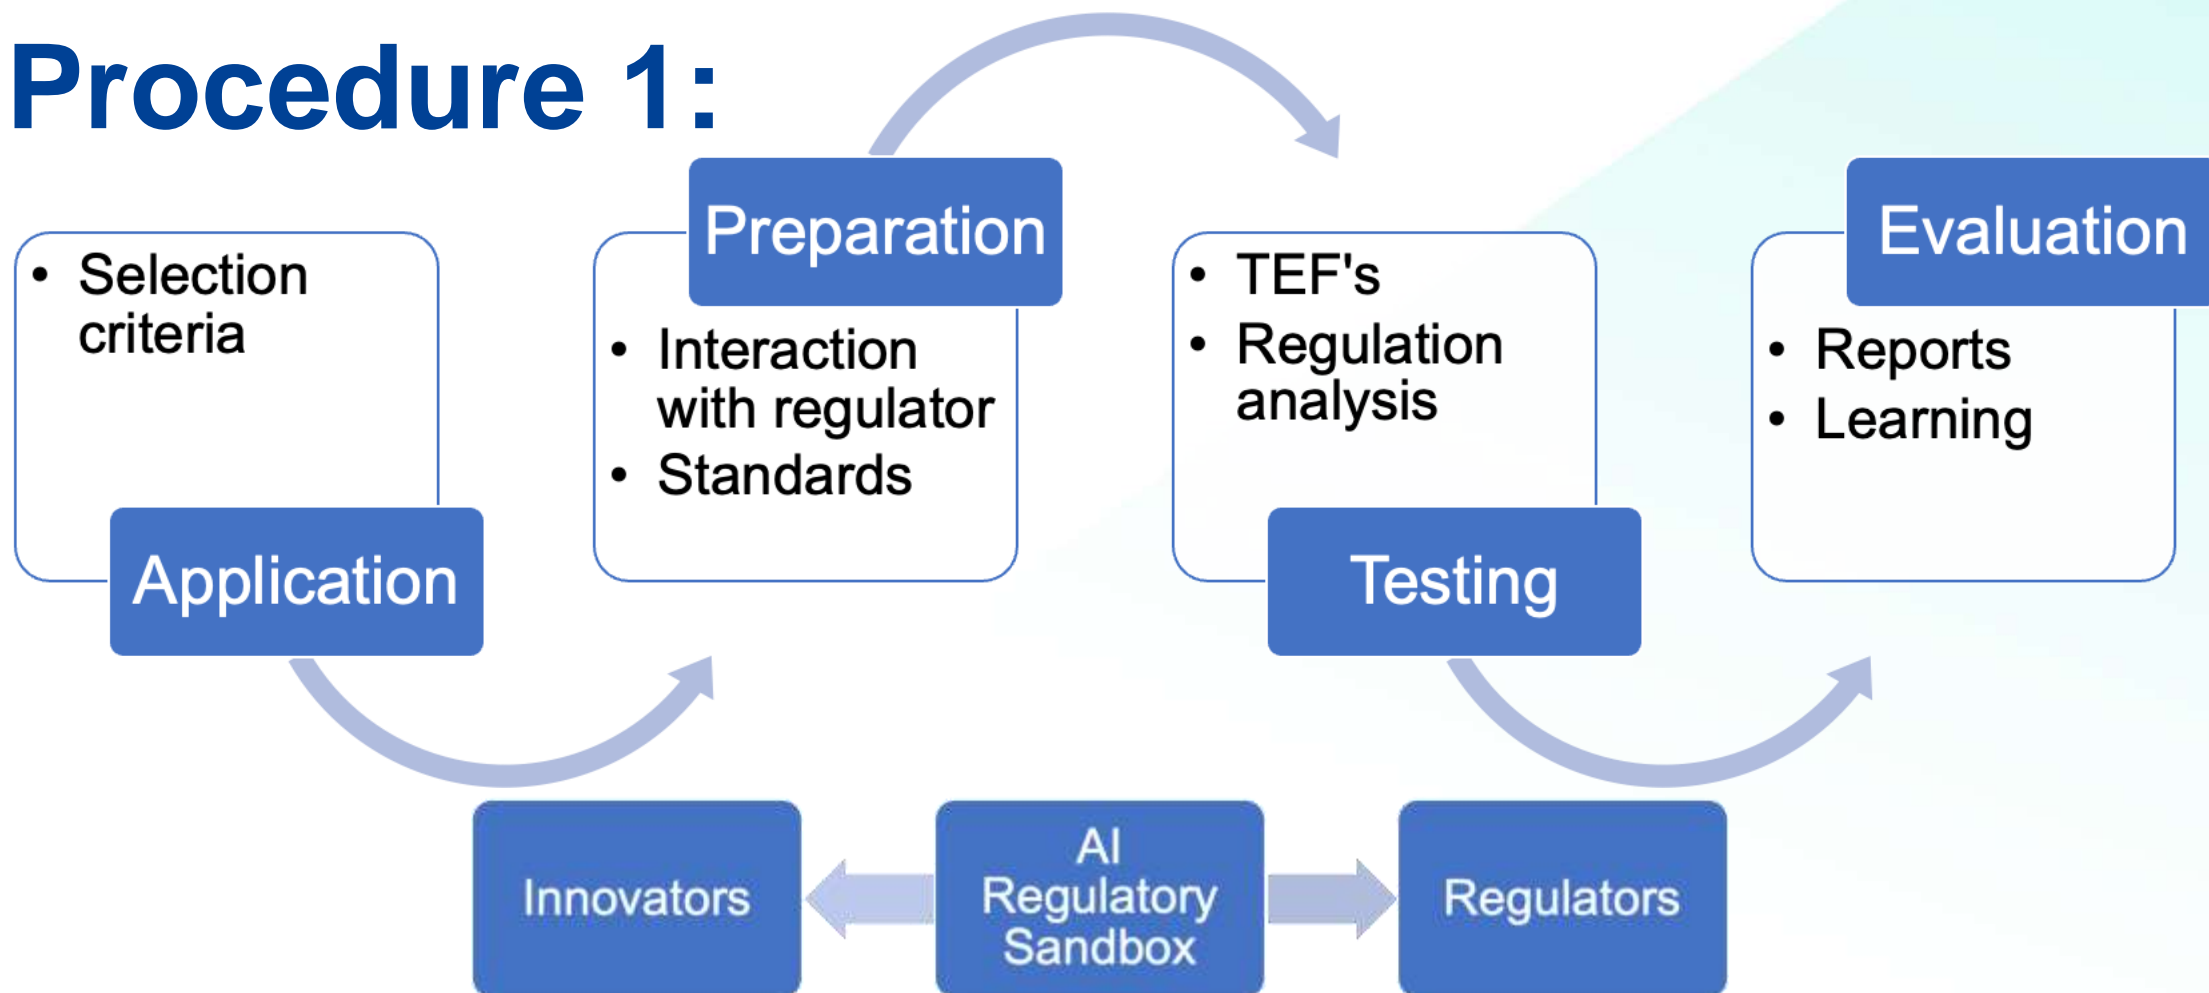 Procedure 1:
• Selection
criteria
Application
Preparation
• Interaction
with regulator
• Standards
• TEF's
• Regulation
analysis
Testing
Evaluation
• Reports
• Learning
Innovators
AI
Regulatory
Sandbox
Regulators